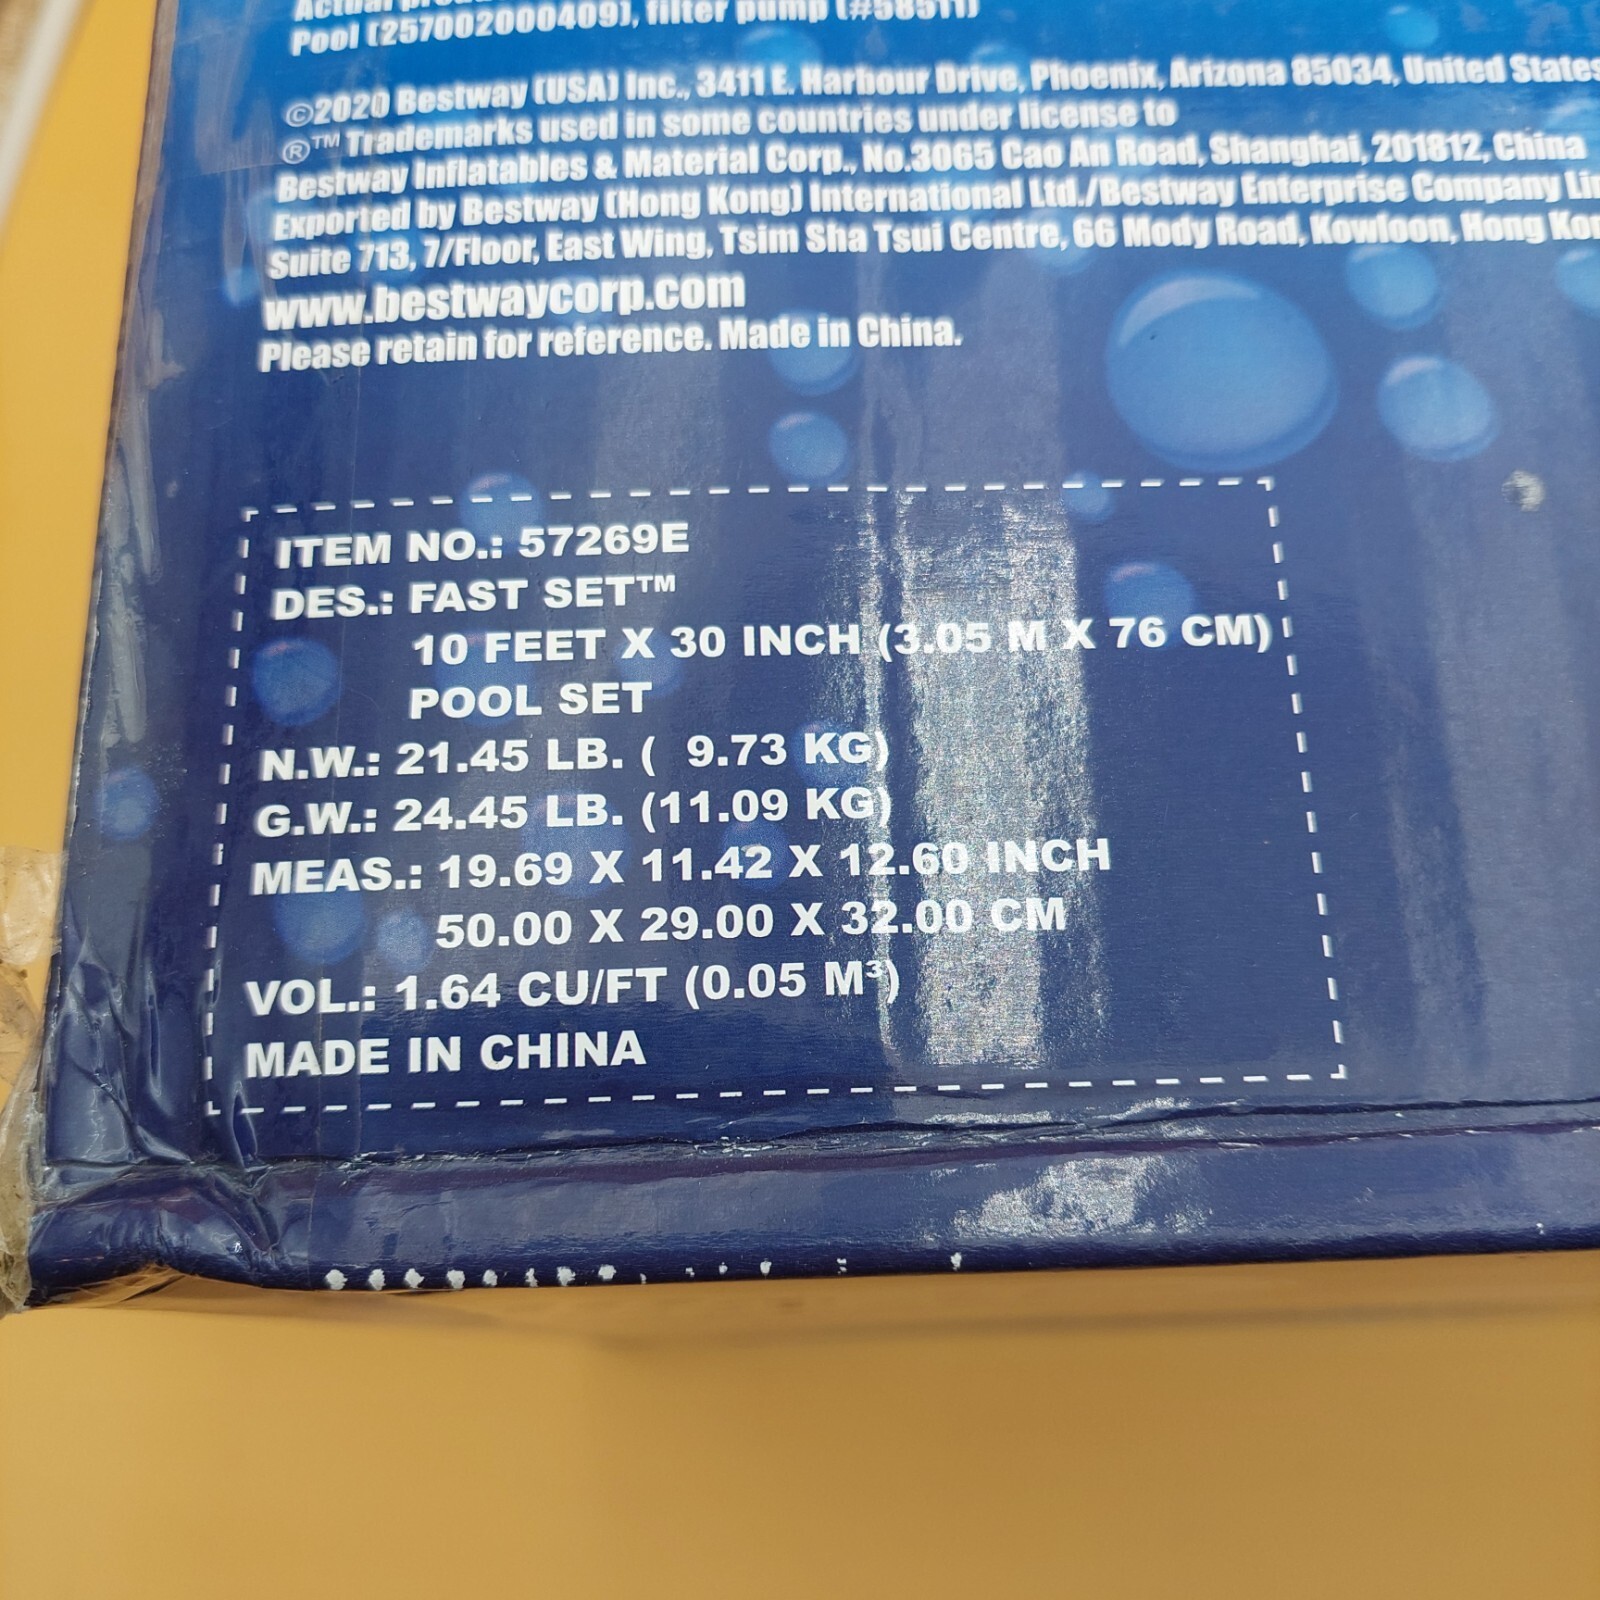 Actual
Pool (257002000409), filter pump (#58511)
©2020 Bestway (USA) Inc., 3411 E. Harbour Drive, Phoenix, Arizona 85034, United States
®™ Trademarks used in some countries under license to
Bestway Inflatables & Material Corp., No.3065 Cao An Road, Shanghai, 201812, China
Exported by Bestway (Hong Kong) International Ltd./Bestway Enterprise Company
Suite 713, 7/Floor, East Wing, Tsim Sha Tsui Centre, 66 Mody Road, Kowloon, Hong
www.bestwaycorp.com
Please retain for reference. Made in China.
ITEM NO.: 57269E
DES.: FAST SET™
10 FEET X 30 INCH (3.05 M X 76 CM)
POOL SET
N.W.: 21.45 LB. ( 9.73 KG)
G.W.: 24.45 LB. (11.09 KG)
MEAS.: 19.69 X 11.42 X 12.60 INCH
50.00 X 29.00 X 32.00 CM
VOL.: 1.64 CU/FT (0.05 M³)
MADE IN CHINA